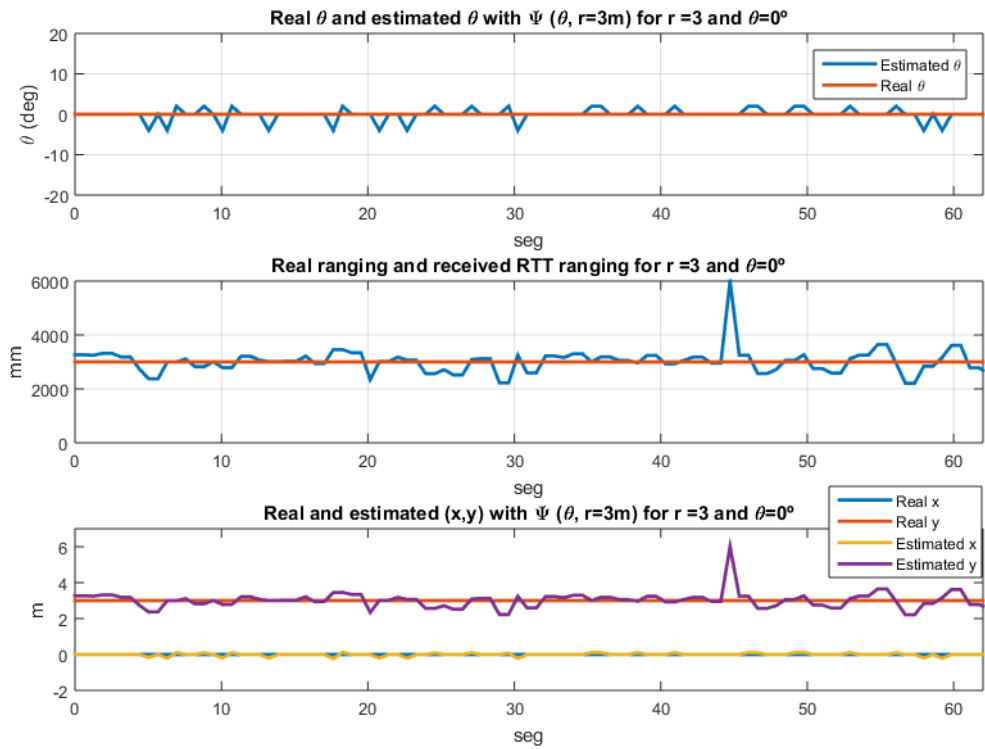 Real θ and estimated θ with Ψ (θ, r=3m) for r =3 and θ=0º
20
10
0
-10
-20
θ (deg)
Estimated θ
Real θ
0 10 20 30 40 50 60
seg
Real ranging and received RTT ranging for r =3 and θ=0º
6000
4000
2000
0
mm
0 10 20 30 40 50 60
seg
Real and estimated (x,y) with Ψ (θ, r=3m) for r =3 and θ=0º
Real x
Real y
Estimated x
Estimated y
6
4
2
0
-2
m
0 10 20 30 40 50 60
seg